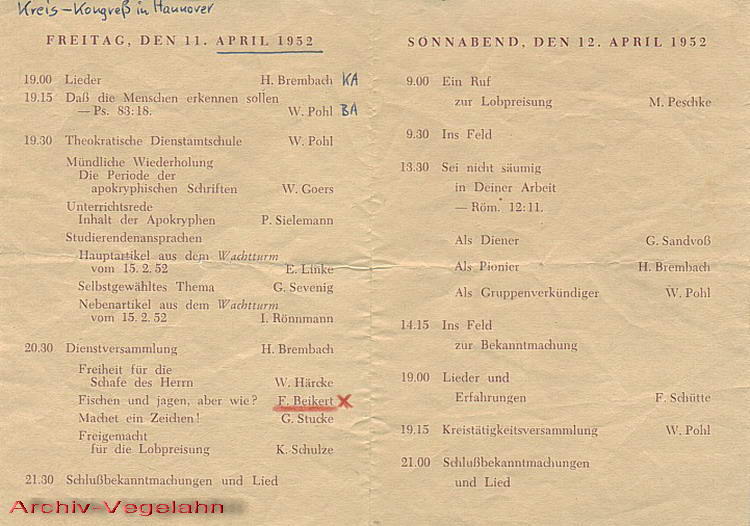 Kreis-Kongreß in Hannover
FREITAG, DEN 11. APRIL 1952
19.00 Lieder H. Brembach KA
19.15 Daß die Menschen erkennen sollen
—Ps. 83:18. W. Pohl BA
19.30 Theokratische Dienstamtschule W. Pohl
Mündliche Wiederholung
Die Periode der
apokryphischen Schriften W. Goers
Unterrichtsrede
Inhalt der Apokryphen P. Sielemann
Studierendenansprachen
Hauptartikel aus dem Wachtturm
vom 15. 2. 52 E. Linke
Selbstgewähltes Thema G. Sevenig
Nebenartikel aus dem Wachtturm
vom 15. 2. 52 I. Rönnmann
20.30 Dienstversammlung H. Brembach
Freiheit für die
Schafe des Herrn W. Härcke
Fischen und jagen, aber wie? F. Beikert x
Machet ein Zeichen! G. Stucke
Freigemacht
für die Lobpreisung K. Schulze
21.30 Schlußbekanntmachungen und Lied
SONNABEND, DEN 12. APRIL 1952
9.00 Ein Ruf
zur Lobpreisung M. Peschke
9.30 Ins Feld
13.30 Sei nicht säumig
in Deiner Arbeit
— Röm. 12:11.
Als Diener G. Sandvoß
Als Pionier H. Brembach
Als Gruppenverkündiger W. Pohl
14.15 Ins Feld
zur Bekanntmachung
19.00 Lieder und
Erfahrungen F. Schütte
19.15 Kreistätigkeitsversammlung W. Pohl
21.00 Schlußbekanntmachungen
und Lied
Archiv-Vegelahn